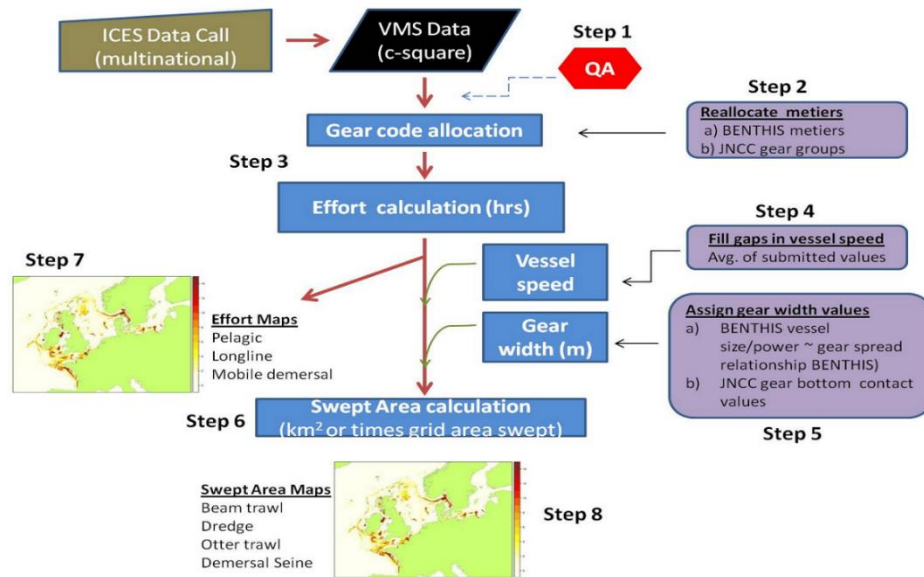 ICES Data Call
(multinational)
VMS Data
(c-square)
Step 1
QA
Step 2
Reallocate metiers
a) BENTHIS metiers
b) JNCC gear groups
Gear code allocation
Step 3
Effort calculation (hrs)
Step 4
Fill gaps in vessel speed
Avg. of submitted values
Vessel
speed
Step 7
Effort Maps
Pelagic
Longline
Mobile demersal
Gear
width (m)
Assign gear width values
a) BENTHIS vessel
size/power ~ gear spread
relationship BENTHIS)
b) JNCC gear bottom contact
values
Step 5
Step 6
Swept Area calculation
(km² or times grid area swept)
Swept Area Maps
Beam trawl
Dredge
Otter trawl
Demersal Seine
Step 8